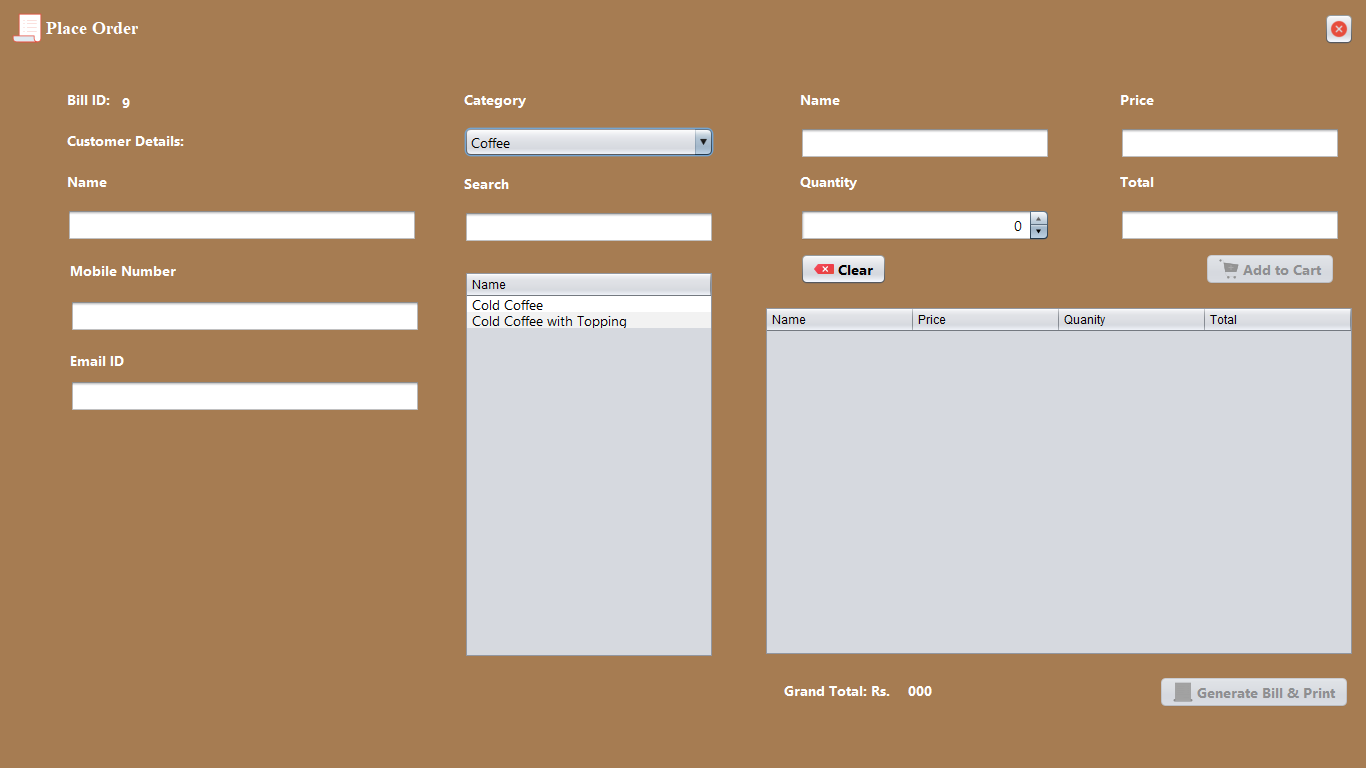 Place Order
Bill ID: 9
Customer Details:
Name
Mobile Number
Email ID
Category
Coffee
Search
Name
Cold Coffee
Cold Coffee with Topping
Name
Price
Quantity
Total
0
Clear
Add to Cart
Name Price Quanity Total
Grand Total: Rs. 000
Generate Bill & Print